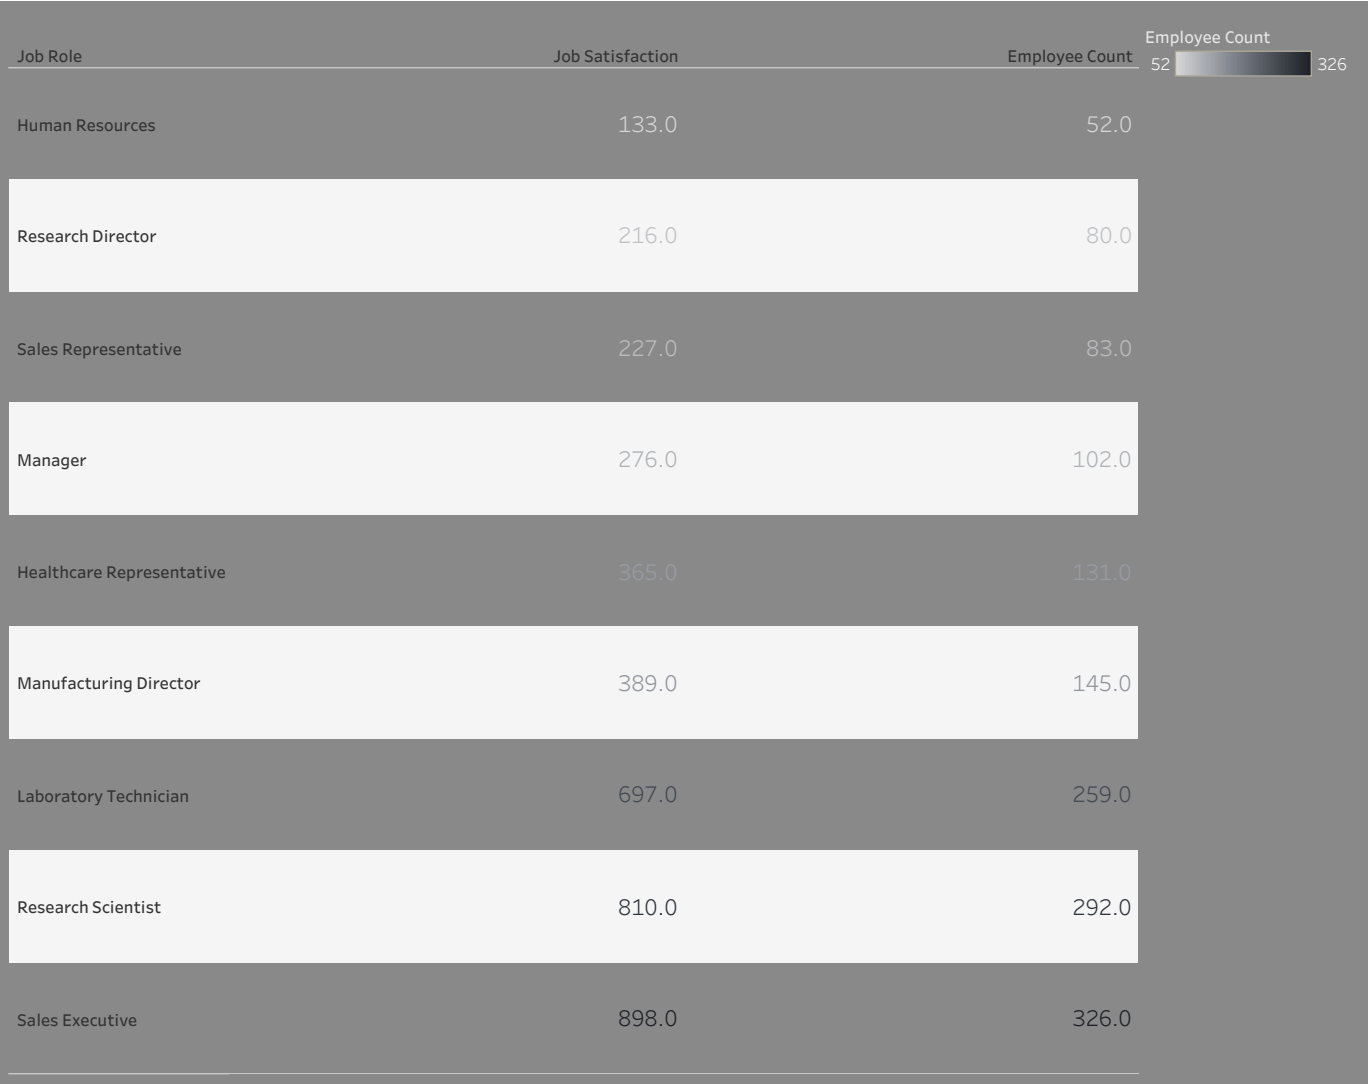 Employee Count
52 326
Job Role Job Satisfaction Employee Count
Human Resources 133.0 52.0
Research Director 216.0 80.0
Sales Representative 227.0 83.0
Manager 276.0 102.0
Healthcare Representative 365.0 131.0
Manufacturing Director 389.0 145.0
Laboratory Technician 697.0 259.0
Research Scientist 810.0 292.0
Sales Executive 898.0 326.0